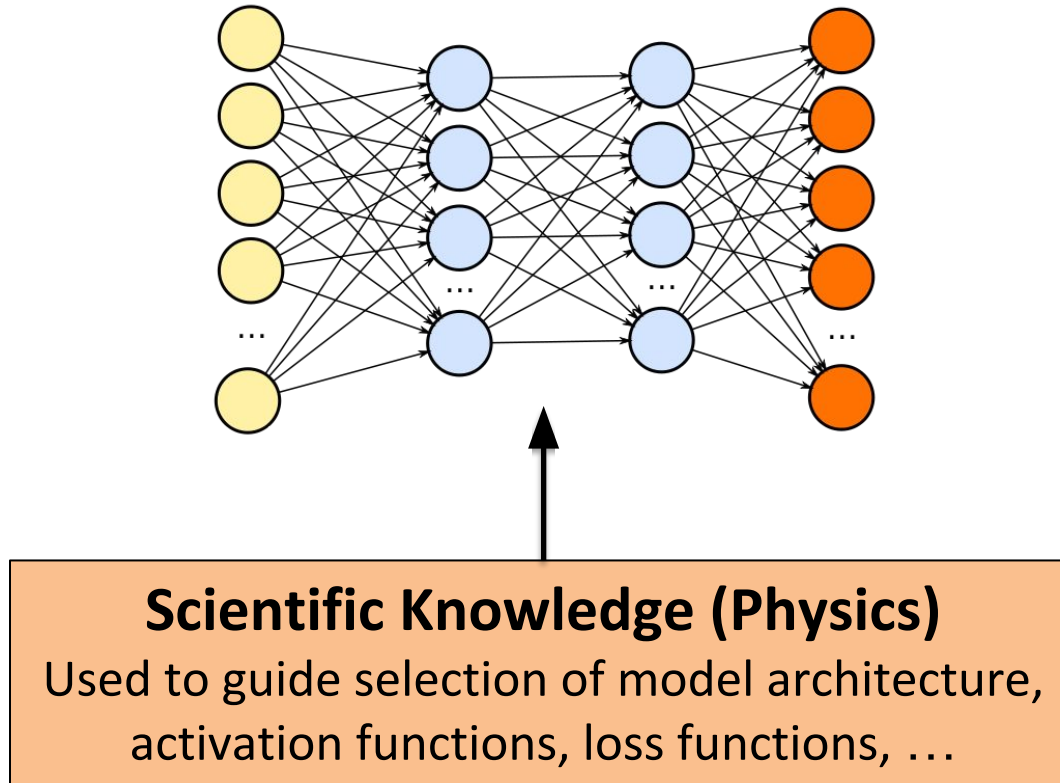 ...
...
...
...
Scientific Knowledge (Physics)
Used to guide selection of model architecture,
activation functions, loss functions, ...